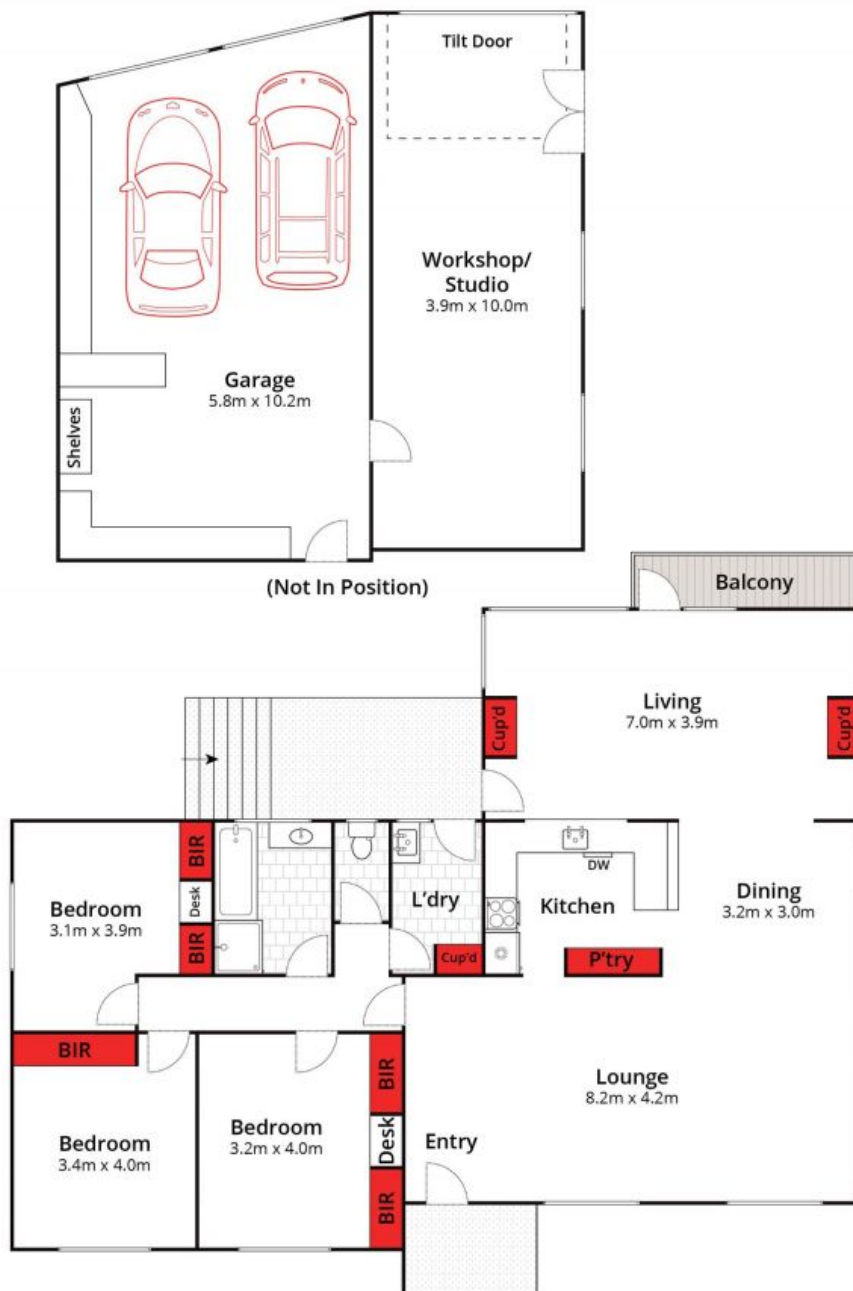 Tilt Door
Workshop/
Studio
3.9m x 10.0m
Garage
5.8m x 10.2m
Shelves
(Not In Position)
Balcony
Living
7.0m x 3.9m
Cup'd
Cup'd
BIR
Desk
BIR
Bedroom
3.1m x 3.9m
L'dry
Cup'd
DW
Kitchen
Dining
3.2m x 3.0m
P'try
BIR
Bedroom
3.4m x 4.0m
Bedroom
3.2m x 4.0m
BIR
Desk
BIR
Lounge
8.2m x 4.2m
Entry